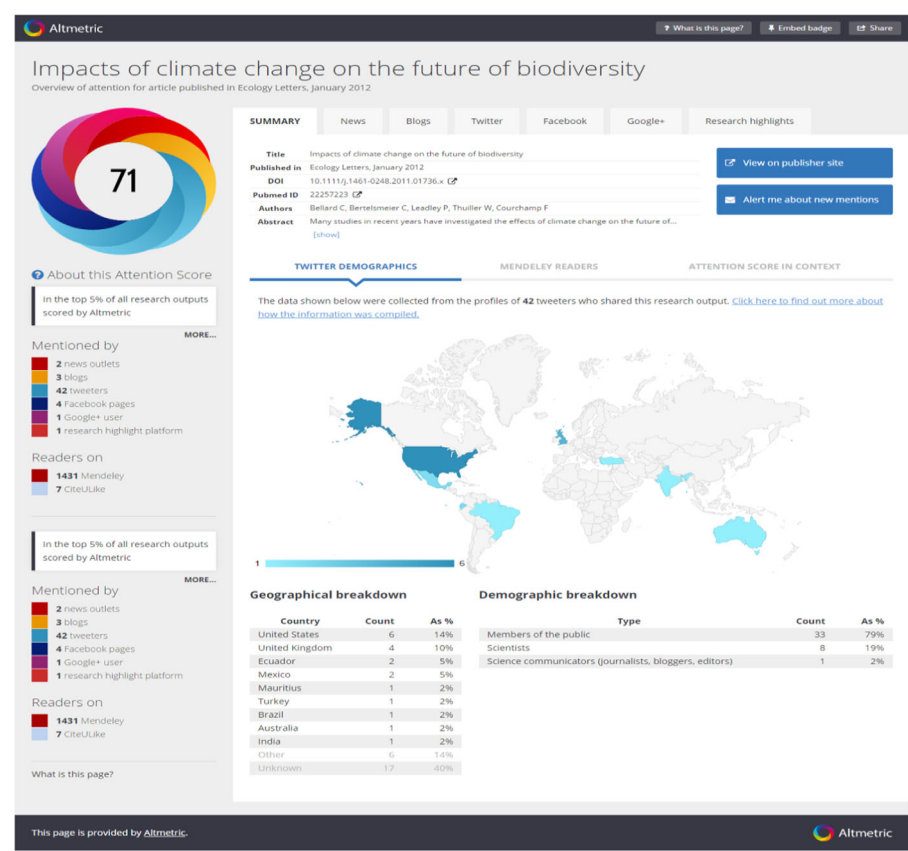 Altmetric
? What is this page?
Embed badge
Share
Impacts of climate change on the future of biodiversity
Overview of attention for article published in Ecology Letters, January 2012
71
? About this Attention Score
In the top 5% of all research outputs
scored by Altmetric
MORE...
Mentioned by
2 news outlets
3 blogs
42 tweeters
4 Facebook pages
1 Google+ user
1 research highlight platform
Readers on
1431 Mendeley
7 CiteULike
In the top 5% of all research outputs
scored by Altmetric
MORE...
Mentioned by
2 news outlets
3 blogs
42 tweeters
4 Facebook pages
1 Google+ user
1 research highlight platform
Readers on
1431 Mendeley
7 CiteULike
What is this page?
SUMMARY News Blogs Twitter Facebook Google+ Research highlights
Title Impacts of climate change on the future of biodiversity
Published in Ecology Letters, January 2012
DOI 10.1111/j.1461-0248.2011.01736.x
Pubmed ID 22257223
Authors Bellard C, Bertelsmeier C, Leadley P, Thuiller W, Courchamp F
Abstract Many studies in recent years have investigated the effects of climate change on the future of...
[show]
View on publisher site
Alert me about new mentions
TWITTER DEMOGRAPHICS MENDELEY READERS ATTENTION SCORE IN CONTEXT
The data shown below were collected from the profiles of 42 tweeters who shared this research output. Click here to find out more about
how the information was compiled.
1 6
Geographical breakdown
Country Count As %
United States 6 14%
United Kingdom 4 10%
Ecuador 2 5%
Mexico 2 5%
Mauritius 1 2%
Turkey 1 2%
Brazil 1 2%
Australia 1 2%
India 1 2%
Other 6 14%
Unknown 17 40%
Demographic breakdown
Type Count As %
Members of the public 33 79%
Scientists 8 19%
Science communicators (journalists, bloggers, editors) 1 2%
This page is provided by Altmetric.
Altmetric